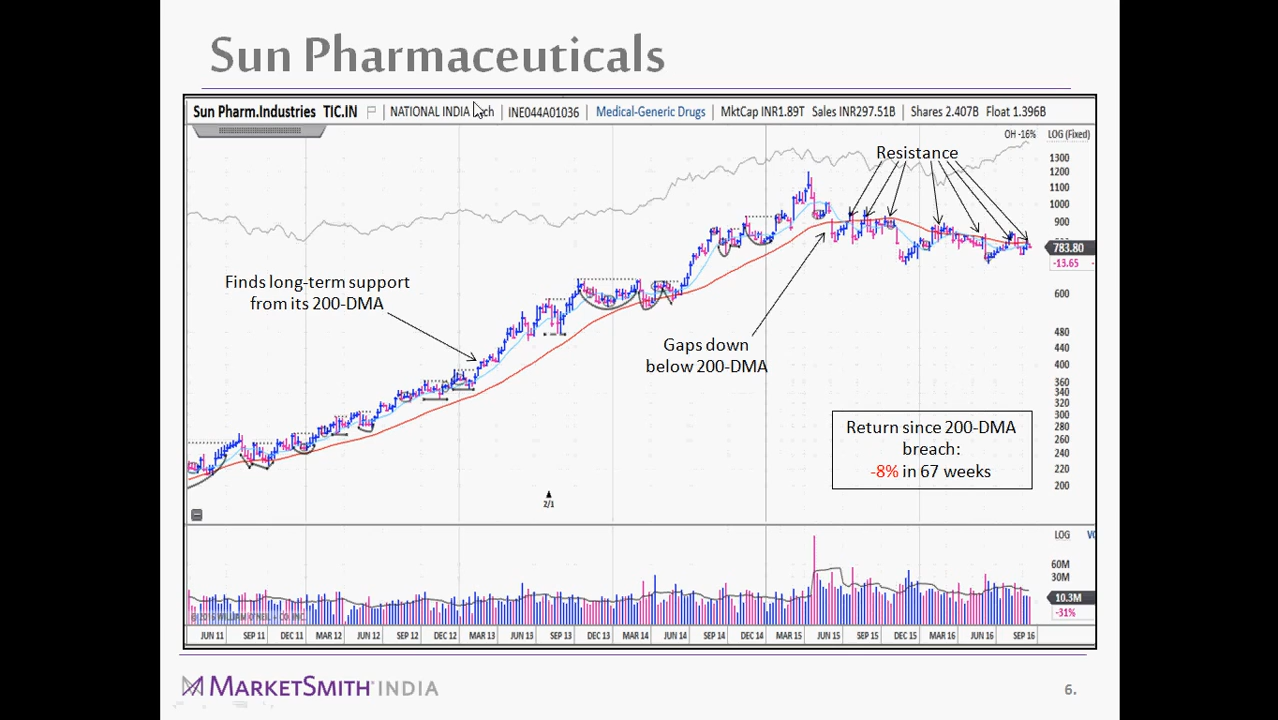 Sun Pharmaceuticals
Sun Pharm.Industries TIC.IN NATIONAL INDIA ech INE044A01036 Medical-Generic Drugs MktCap INR1.89T Sales INR297.51B Shares 2.407B Float 1.396B
OH -16% LOG (Fixed)
Resistance
1300
1200
1100
1000
900
783.80
-13.65
600
480
440
400
360
340
320
300
280
260
240
220
200
Finds long-term support
from its 200-DMA
Gaps down
below 200-DMA
Return since 200-DMA
breach:
-8% in 67 weeks
2/1
LOG
60M
30M
10.3M
-31%
WILLIAM O'NEIL + CO. INC.
JUN 11 SEP 11 DEC 11 MAR 12 JUN 12 SEP 12 DEC 12 MAR 13 JUN 13 SEP 13 DEC 13 MAR 14 JUN 14 SEP 14 DEC 14 MAR 15 JUN 15 SEP 15 DEC 15 MAR 16 JUN 16 SEP 16
MARKETSMITH INDIA
6.